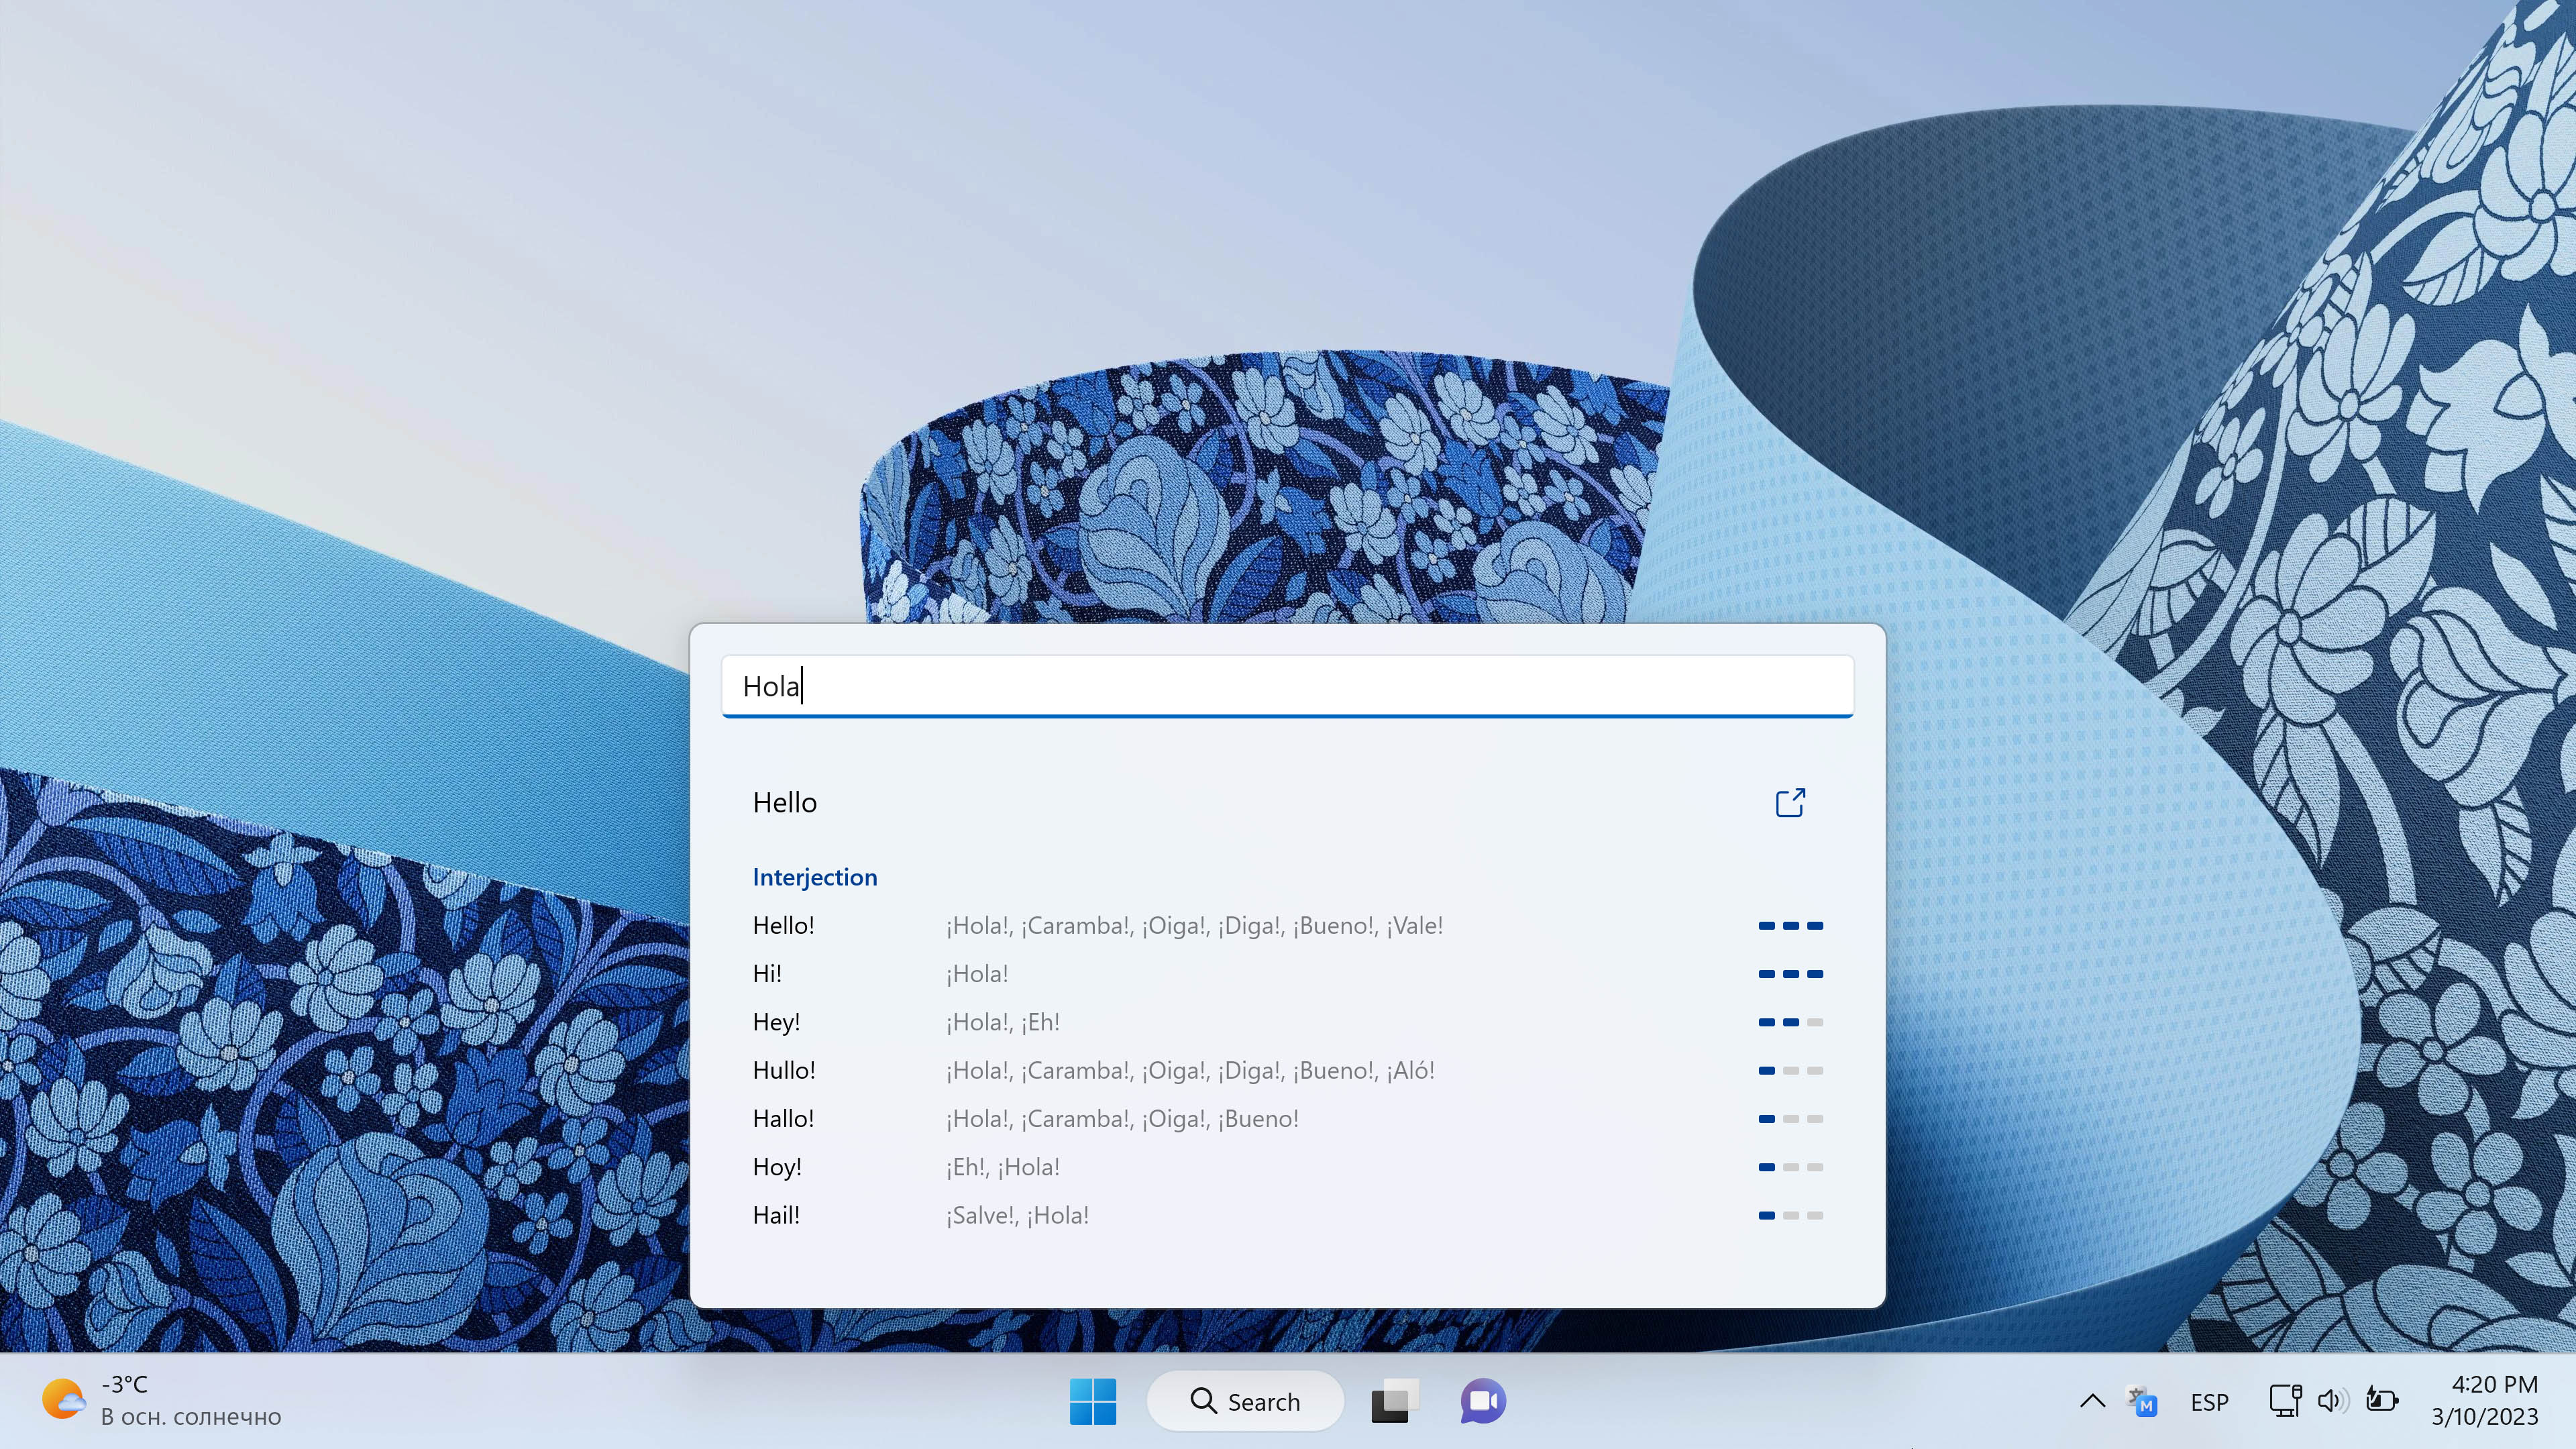 Hola
Hello
Interjection
Hello! ¡Hola!, ¡Caramba!, ¡Oiga!, ¡Diga!, ¡Bueno!, ¡Vale!
Hi! ¡Hola!
Hey! ¡Hola!, ¡Eh!
Hullo! ¡Hola!, ¡Caramba!, ¡Oiga!, ¡Diga!, ¡Bueno!, ¡Aló!
Hallo! ¡Hola!, ¡Caramba!, ¡Oiga!, ¡Bueno!
Hoy! ¡Eh!, ¡Hola!
Hail! ¡Salve!, ¡Hola!
-3°C
В осн. солнечно
Search
M
ESP
4:20 PM
3/10/2023